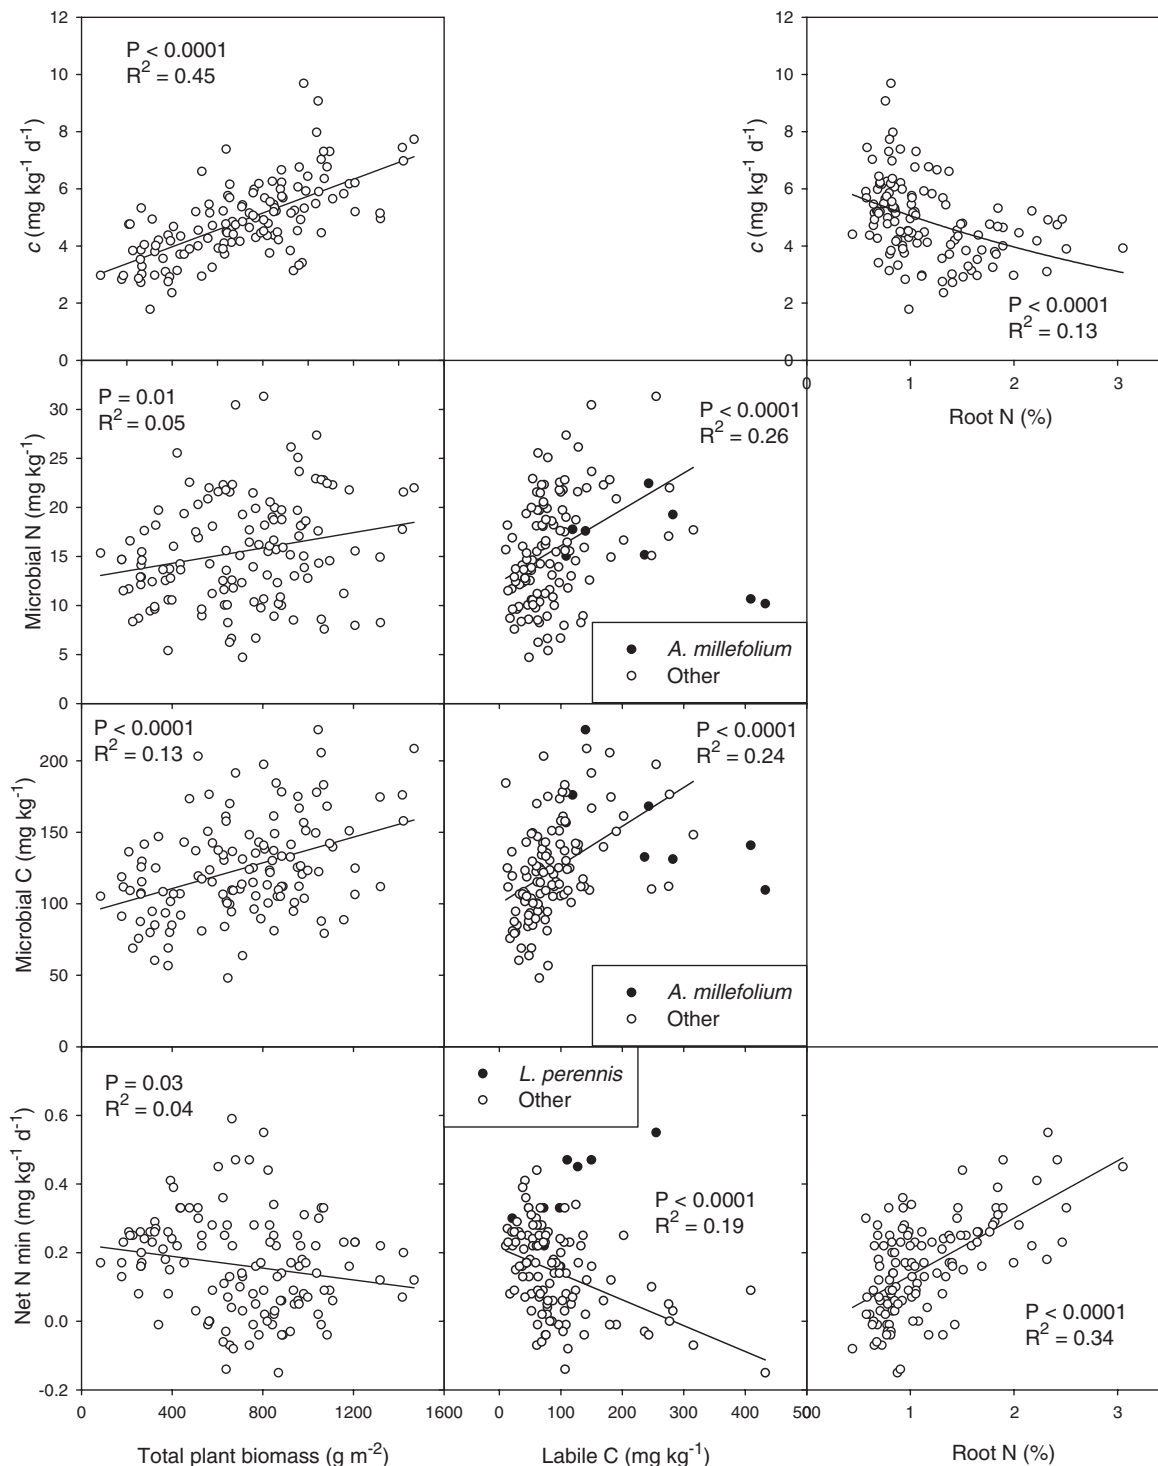 12
10
8
6
4
2
0
c (mg kg⁻¹ d⁻¹)
P < 0.0001
R² = 0.45
12
10
8
6
4
2
0
c (mg kg⁻¹ d⁻¹)
P < 0.0001
R² = 0.13
0 1 2 3
Root N (%)
30
25
20
15
10
5
0
Microbial N (mg kg⁻¹)
P = 0.01
R² = 0.05
P < 0.0001
R² = 0.26
A. millefolium
Other
200
150
100
50
0
Microbial C (mg kg⁻¹)
P < 0.0001
R² = 0.13
P < 0.0001
R² = 0.24
A. millefolium
Other
0.6
0.4
0.2
0.0
-0.2
Net N min (mg kg⁻¹ d⁻¹)
P = 0.03
R² = 0.04
L. perennis
Other
P < 0.0001
R² = 0.19
P < 0.0001
R² = 0.34
0 400 800 1200 1600
Total plant biomass (g m⁻²)
0 100 200 300 400 500
Labile C (mg kg⁻¹)
0 1 2 3
Root N (%)